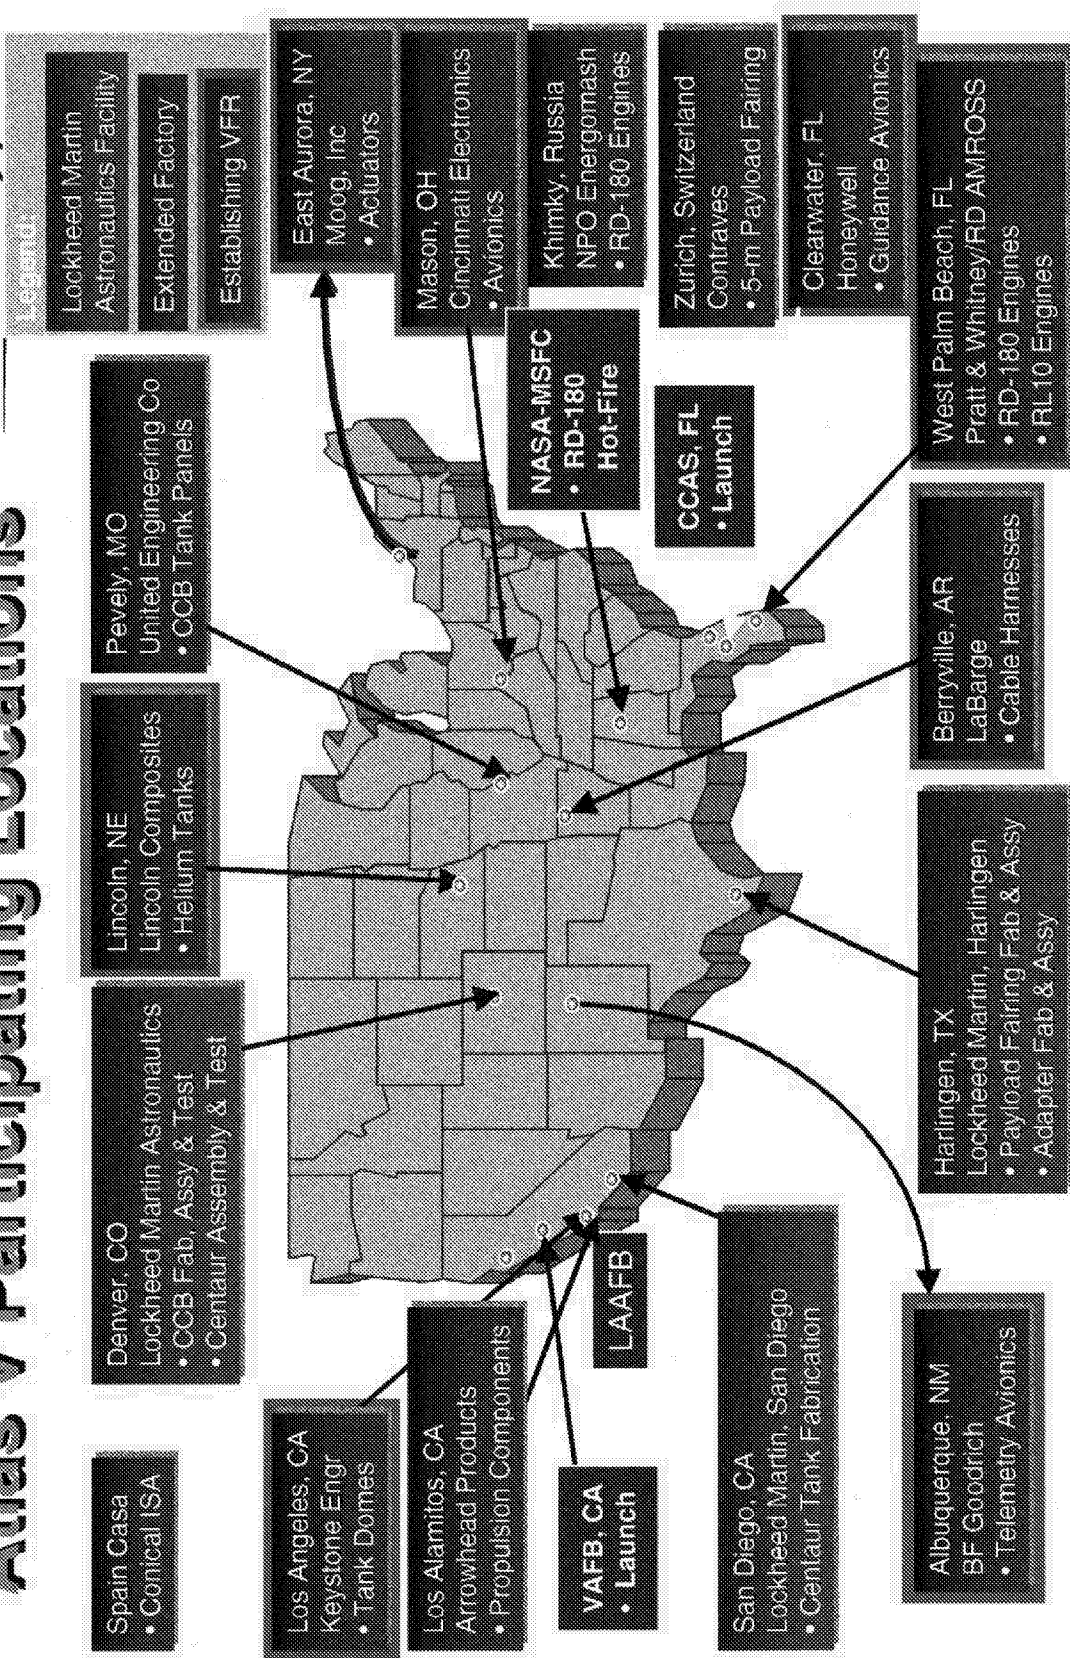 Atlas V Participating Locations
Legend:
Lockheed Martin
Astronautics Facility
Extended Factory
Establishing VFR
Spain Casa
• Conical ISA
Denver, CO
Lockheed Martin Astronautics
• CCB Fab, Assy & Test
• Centaur Assembly & Test
Lincoln, NE
Lincoln Composites
• Helium Tanks
Pevely, MO
United Engineering Co
• CCB Tank Panels
Los Angeles, CA
Keystone Engr
• Tank Domes
Los Alamitos, CA
Arrowhead Products
• Propulsion Components
VAFB, CA
• Launch
LAAFB
San Diego, CA
Lockheed Martin, San Diego
• Centaur Tank Fabrication
Albuquerque, NM
BF Goodrich
• Telemetry Avionics
Harlingen, TX
Lockheed Martin, Harlingen
• Payload Fairing Fab & Assy
• Adapter Fab & Assy
Berryville, AR
LaBarge
• Cable Harnesses
East Aurora, NY
Moog, Inc
• Actuators
Mason, OH
Cincinnati Electronics
• Avionics
NASA-MSFC
• RD-180
Hot-Fire
CCAS, FL
• Launch
Khimky, Russia
NPO Energomash
• RD-180 Engines
Zurich, Switzerland
Contraves
• 5-m Payload Fairing
Clearwater, FL
Honeywell
• Guidance Avionics
West Palm Beach, FL
Pratt & Whitney/RD AMROSS
• RD-180 Engines
• RL10 Engines